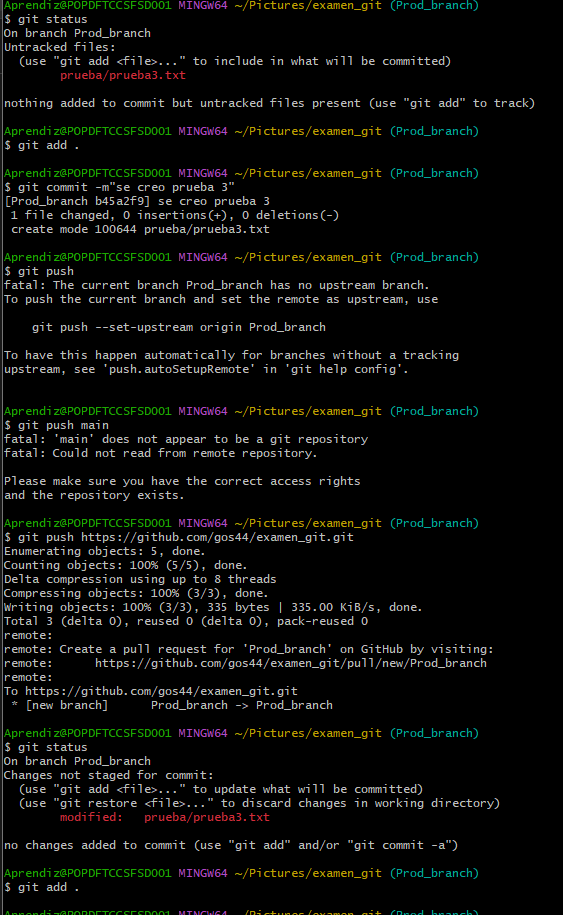 Aprendiz@POPDFTCCSFSD001 MINGW64 ~/Pictures/examen_git (Prod_branch)
$ git status
On branch Prod_branch
Untracked files:
  (use "git add <file>..." to include in what will be committed)
        prueba/prueba3.txt

nothing added to commit but untracked files present (use "git add" to track)

Aprendiz@POPDFTCCSFSD001 MINGW64 ~/Pictures/examen_git (Prod_branch)
$ git add .

Aprendiz@POPDFTCCSFSD001 MINGW64 ~/Pictures/examen_git (Prod_branch)
$ git commit -m"se creo prueba 3"
[Prod_branch b45a2f9] se creo prueba 3
 1 file changed, 0 insertions(+), 0 deletions(-)
 create mode 100644 prueba/prueba3.txt

Aprendiz@POPDFTCCSFSD001 MINGW64 ~/Pictures/examen_git (Prod_branch)
$ git push
fatal: The current branch Prod_branch has no upstream branch.
To push the current branch and set the remote as upstream, use

    git push --set-upstream origin Prod_branch

To have this happen automatically for branches without a tracking
upstream, see 'push.autoSetupRemote' in 'git help config'.

Aprendiz@POPDFTCCSFSD001 MINGW64 ~/Pictures/examen_git (Prod_branch)
$ git push main
fatal: 'main' does not appear to be a git repository
fatal: Could not read from remote repository.

Please make sure you have the correct access rights
and the repository exists.

Aprendiz@POPDFTCCSFSD001 MINGW64 ~/Pictures/examen_git (Prod_branch)
$ git push https://github.com/gos44/examen_git.git
Enumerating objects: 5, done.
Counting objects: 100% (5/5), done.
Delta compression using up to 8 threads
Compressing objects: 100% (3/3), done.
Writing objects: 100% (3/3), 335 bytes | 335.00 KiB/s, done.
Total 3 (delta 0), reused 0 (delta 0), pack-reused 0
remote:
remote: Create a pull request for 'Prod_branch' on GitHub by visiting:
remote:      https://github.com/gos44/examen_git/pull/new/Prod_branch
remote:
To https://github.com/gos44/examen_git.git
 * [new branch]      Prod_branch -> Prod_branch

Aprendiz@POPDFTCCSFSD001 MINGW64 ~/Pictures/examen_git (Prod_branch)
$ git status
On branch Prod_branch
Changes not staged for commit:
  (use "git add <file>..." to update what will be committed)
  (use "git restore <file>..." to discard changes in working directory)
        modified:   prueba/prueba3.txt

no changes added to commit (use "git add" and/or "git commit -a")

Aprendiz@POPDFTCCSFSD001 MINGW64 ~/Pictures/examen_git (Prod_branch)
$ git add .

Aprendiz@POPDFTCCSFSD001 MINGW64 ~/Pictures/examen_git (Prod_branch)